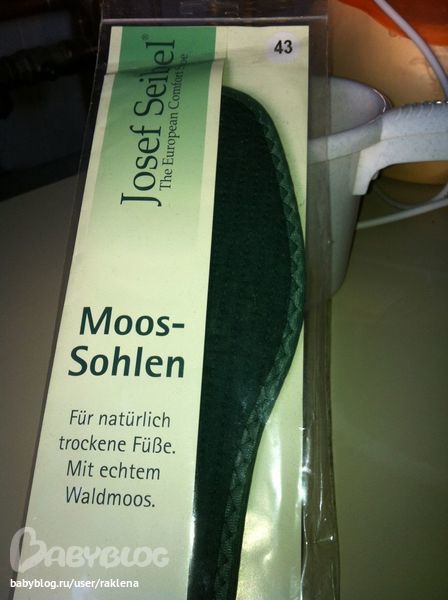 43
Josef Seibel®
The European Comfort Shoe
Moos-
Sohlen
Für natürlich
trockene Füße.
Mit echtem
Waldmoos.
BABYBLOG
babyblog.ru/user/raklena